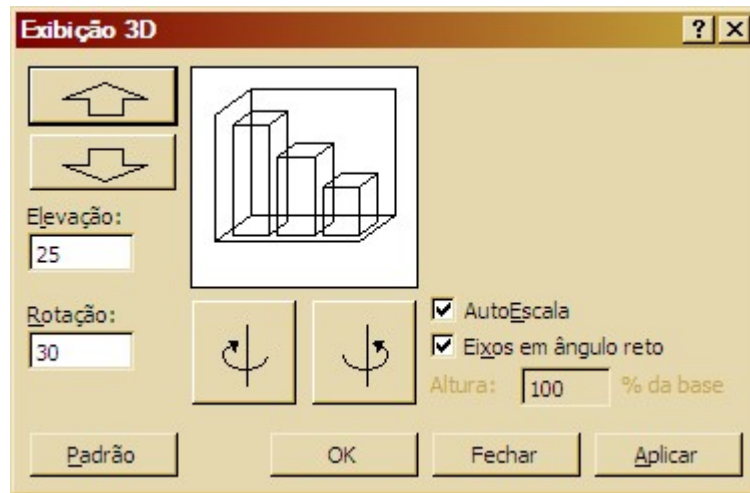 Exibição 3D
Elevação:
25
Rotação:
30
AutoEscala
Eixos em ângulo reto
Altura: 100 % da base
Padrão OK Fechar Aplicar